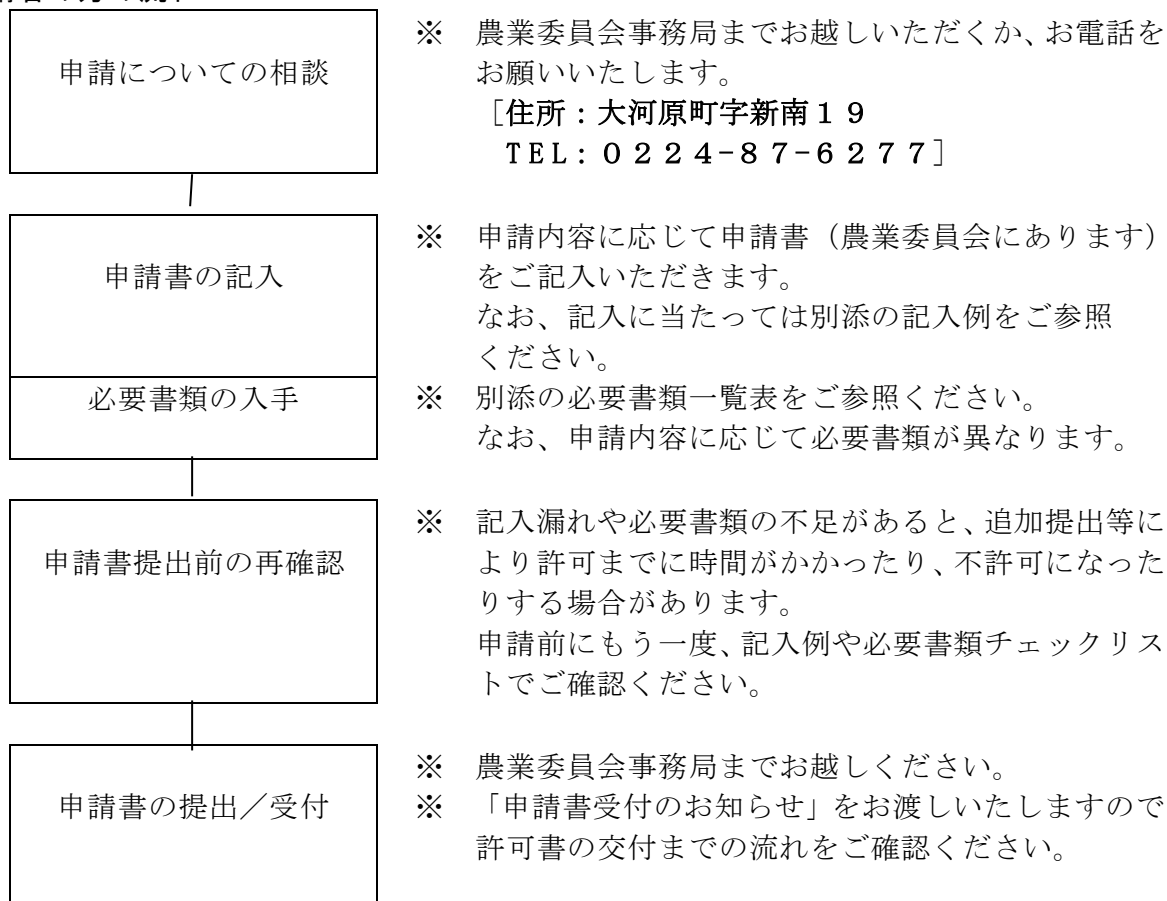 申請についての相談
※ 農業委員会事務局までお越しいただくか、お電話を
お願いいたします。
[住所:大河原町字新南19
TEL:0224-87-6277]
申請書の記入
※ 申請内容に応じて申請書(農業委員会にあります)
をご記入いただきます。
なお、記入に当たっては別添の記入例をご参照
ください。
必要書類の入手
※ 別添の必要書類一覧表をご参照ください。
なお、申請内容に応じて必要書類が異なります。
申請書提出前の再確認
※ 記入漏れや必要書類の不足があると、追加提出等に
より許可までに時間がかかったり、不許可になった
りする場合があります。
申請前にもう一度、記入例や必要書類チェックリス
トでご確認ください。
申請書の提出/受付
※ 農業委員会事務局までお越しください。
※ 「申請書受付のお知らせ」をお渡しいたしますので
許可書の交付までの流れをご確認ください。